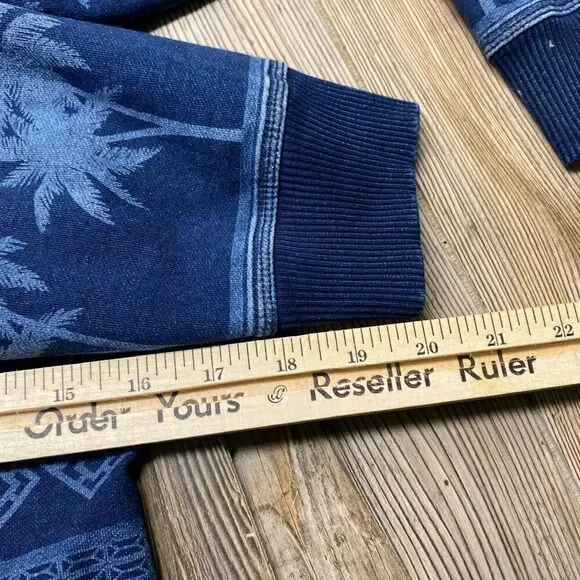 15 16 17 18 19 20 21 22
Order Yours @ Reseller Ruler